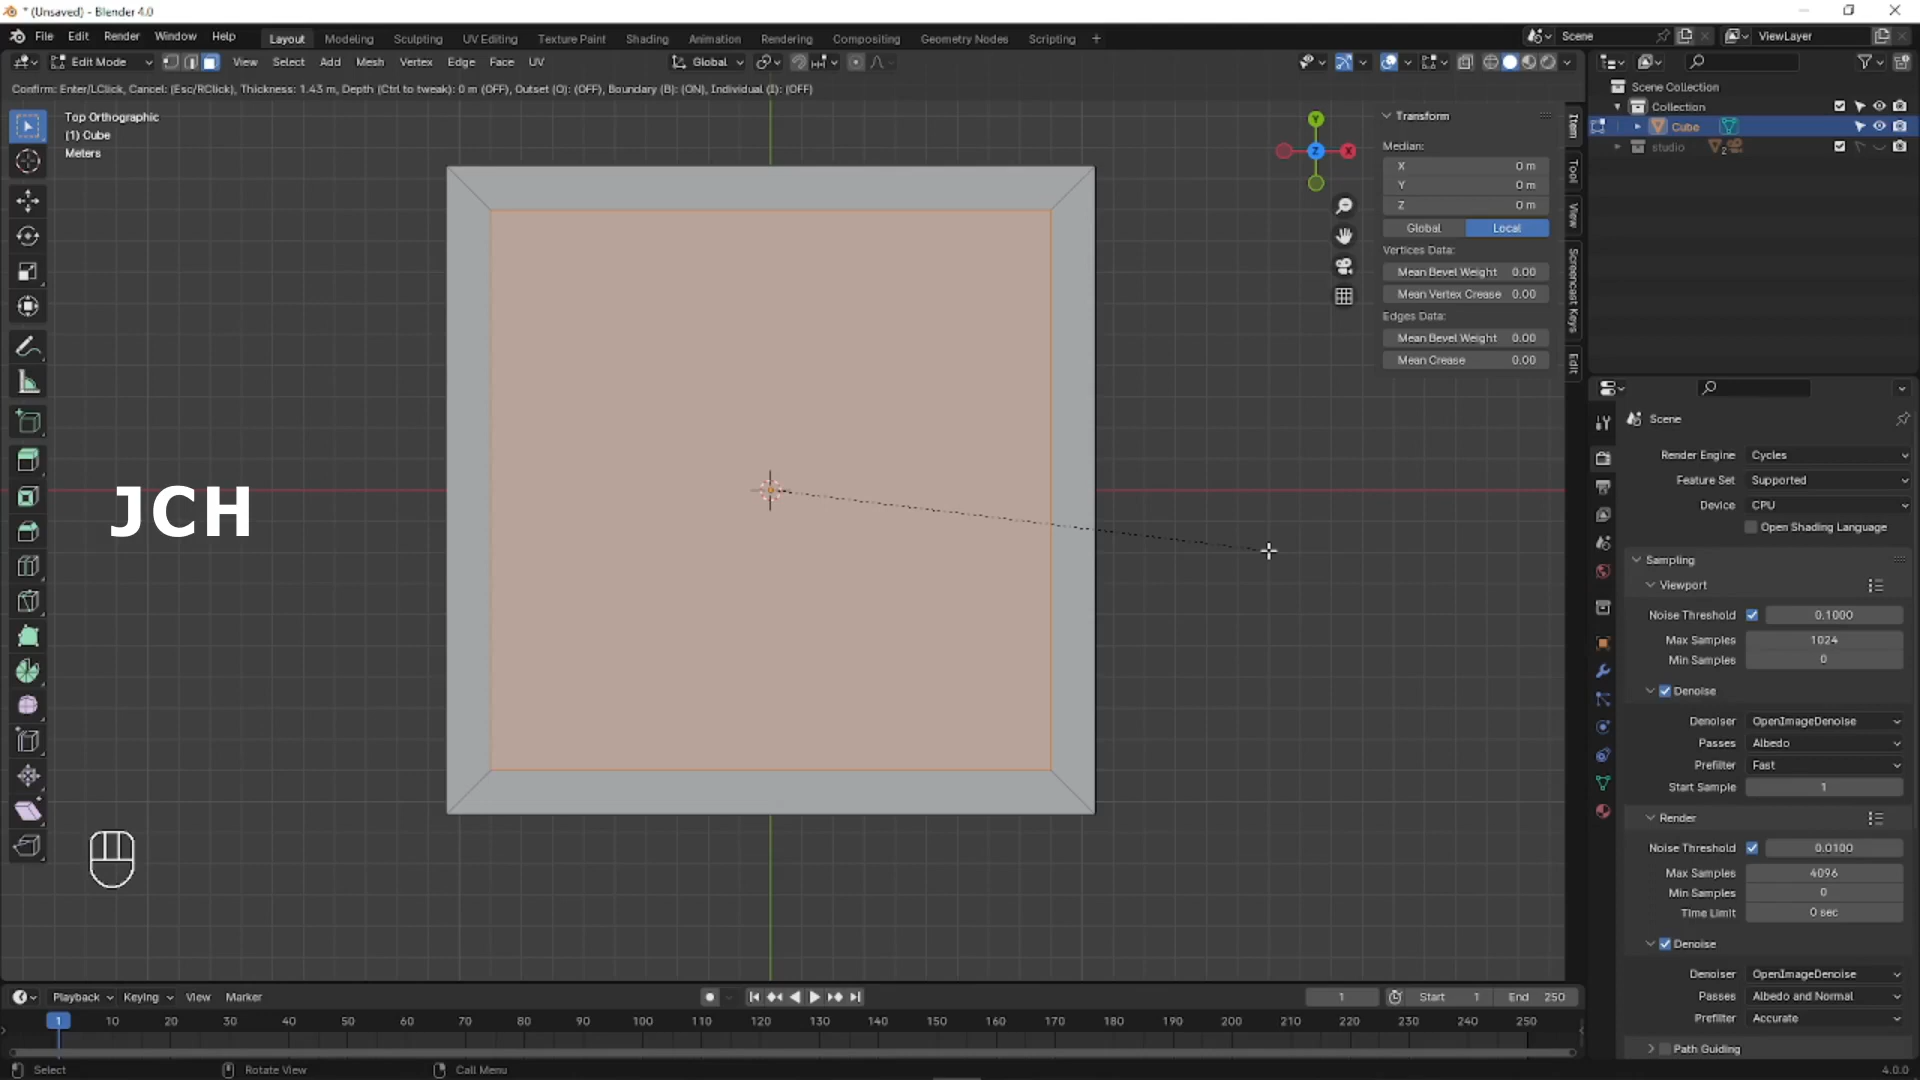 * (Unsaved) - Blender 4.0
File Edit Render Window Help
Layout Modeling Sculpting UV Editing Texture Paint Shading Animation Rendering Compositing Geometry Nodes Scripting +
Scene
ViewLayer
Edit Mode View Select Add Mesh Vertex Edge Face UV
Global
Confirm: Enter/LClick, Cancel: (Esc/RClick), Thickness: 1.43 m, Depth (Ctrl to tweak): 0 m (OFF), Outset (O): (OFF), Boundary (B): (ON), Individual (I): (OFF)
Top Orthographic
(1) Cube
Meters
Y
X
Z
Transform
Median:
X 0 m
Y 0 m
Z 0 m
Global Local
Vertices Data:
Mean Bevel Weight 0.00
Mean Vertex Crease 0.00
Edges Data:
Mean Bevel Weight 0.00
Mean Crease 0.00
Item
Tool
View
Screencast Keys
Edit
Scene Collection
Collection
Cube
studio 2
Scene
Render Engine Cycles
Feature Set Supported
Device CPU
Open Shading Language
Sampling
Viewport
Noise Threshold 0.1000
Max Samples 1024
Min Samples 0
Denoise
Denoiser OpenImageDenoise
Passes Albedo
Prefilter Fast
Start Sample 1
Render
Noise Threshold 0.0100
Max Samples 4096
Min Samples 0
Time Limit 0 sec
Denoise
Denoiser OpenImageDenoise
Passes Albedo and Normal
Prefilter Accurate
Path Guiding
JCH
Playback Keying View Marker
1 Start 1 End 250
1 10 20 30 40 50 60 70 80 90 100 110 120 130 140 150 160 170 180 190 200 210 220 230 240 250
Select Rotate View Call Menu
4.0.0